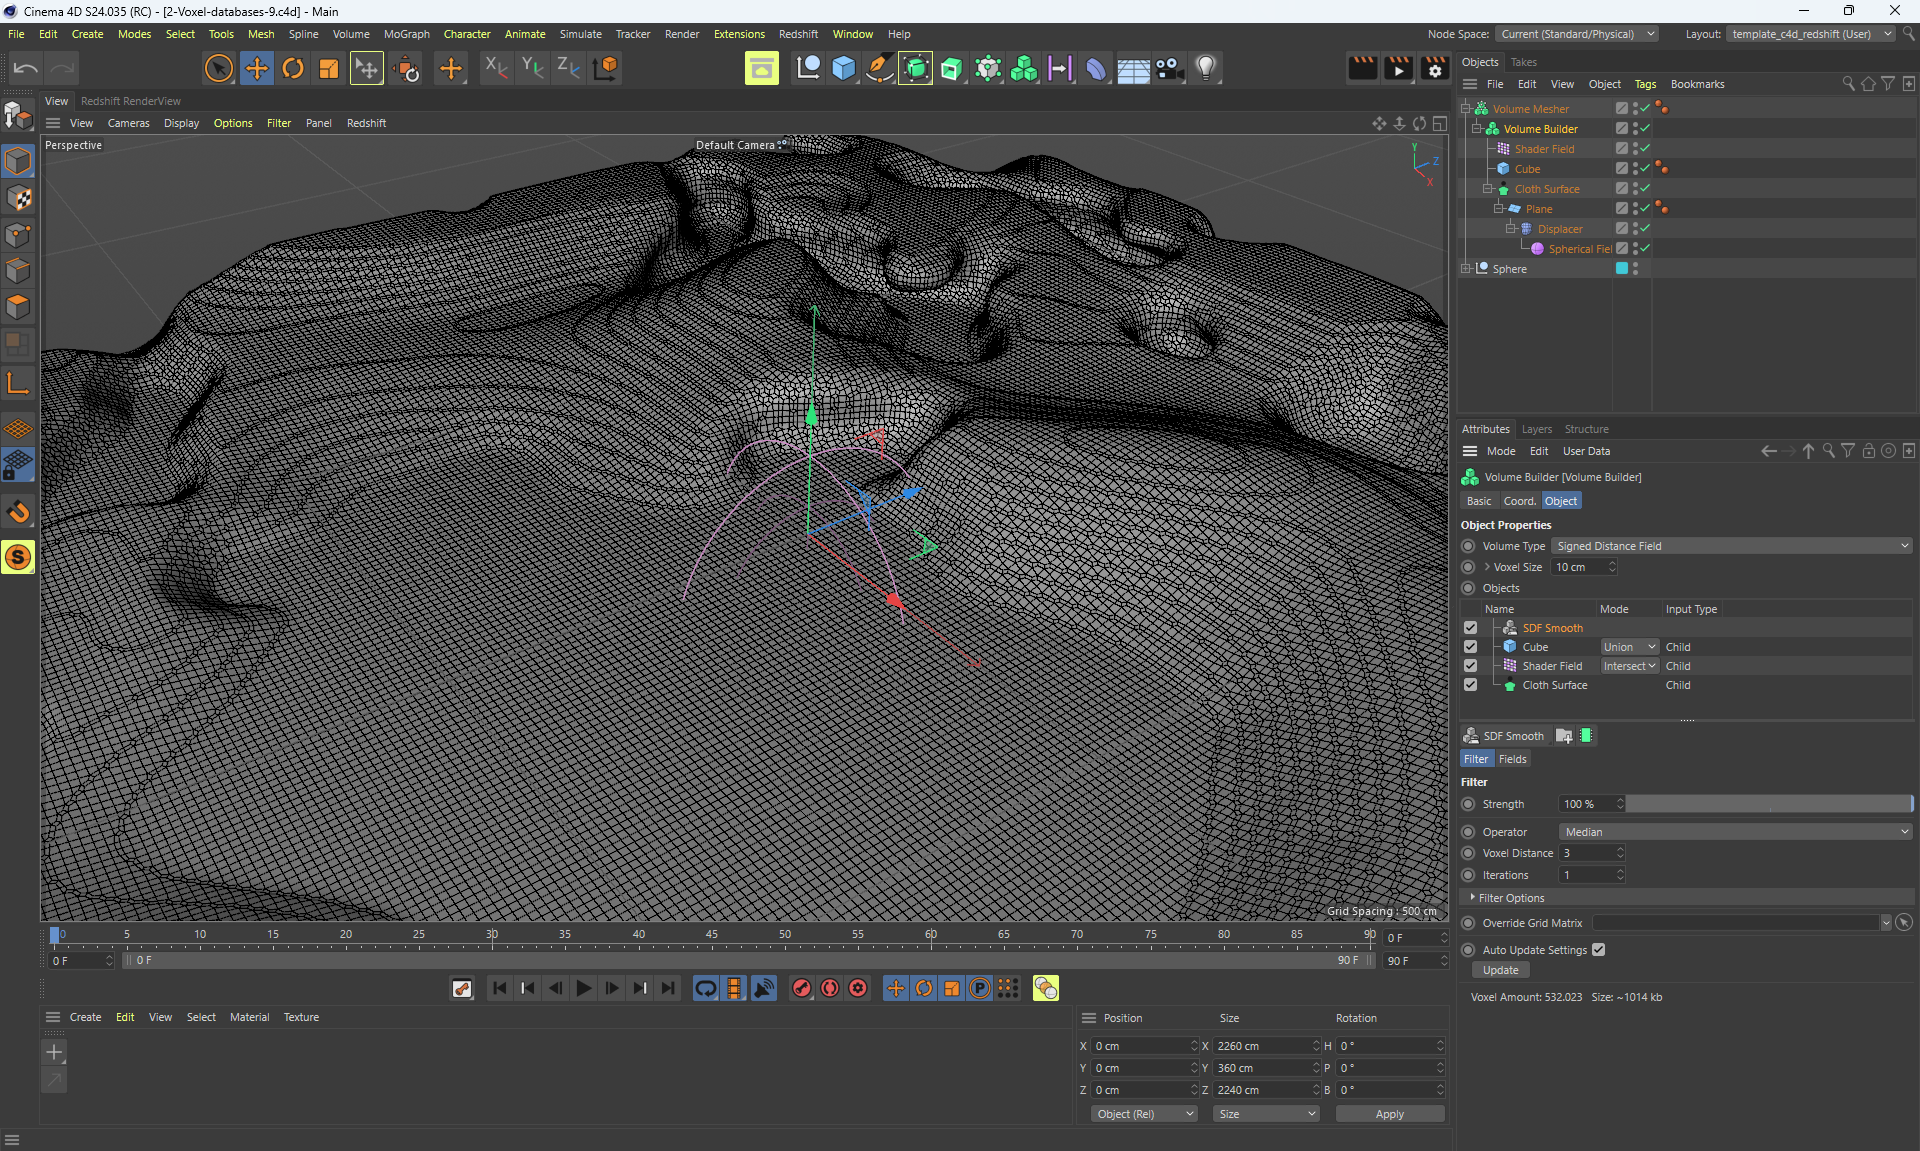 Cinema 4D S24.035 (RC) - [2-Voxel-databases-9.c4d] - Main
File Edit Create Modes Select Tools Mesh Spline Volume MoGraph Character Animate Simulate Tracker Render Extensions Redshift Window Help
Node Space: Current (Standard/Physical) Layout: template_c4d_redshift (User)
X Y Z
Objects Takes
File Edit View Object Tags Bookmarks
View Redshift RenderView
View Cameras Display Options Filter Panel Redshift
Perspective
Default Camera
Y
Z
X
Volume Mesher
Volume Builder
Shader Field
Cube
Cloth Surface
Plane
Displacer
Spherical Fiel
Sphere
Attributes Layers Structure
Mode Edit User Data
Volume Builder [Volume Builder]
Basic Coord. Object
Object Properties
Volume Type Signed Distance Field
Voxel Size 10 cm
Objects
Name Mode Input Type
SDF Smooth
Cube Union Child
Shader Field Intersect Child
Cloth Surface Child
SDF Smooth
Filter Fields
Filter
Strength 100 %
Operator Median
Voxel Distance 3
Iterations 1
Filter Options
Override Grid Matrix
Auto Update Settings
Update
Voxel Amount: 532.023 Size: ~1014 kb
Grid Spacing : 500 cm
0 5 10 15 20 25 30 35 40 45 50 55 60 65 70 75 80 85 90 0 F
0 F 0 F 90 F 90 F
P
S
Create Edit View Select Material Texture
Position Size Rotation
X 0 cm X 2260 cm H 0 °
Y 0 cm Y 360 cm P 0 °
Z 0 cm Z 2240 cm B 0 °
Object (Rel) Size Apply